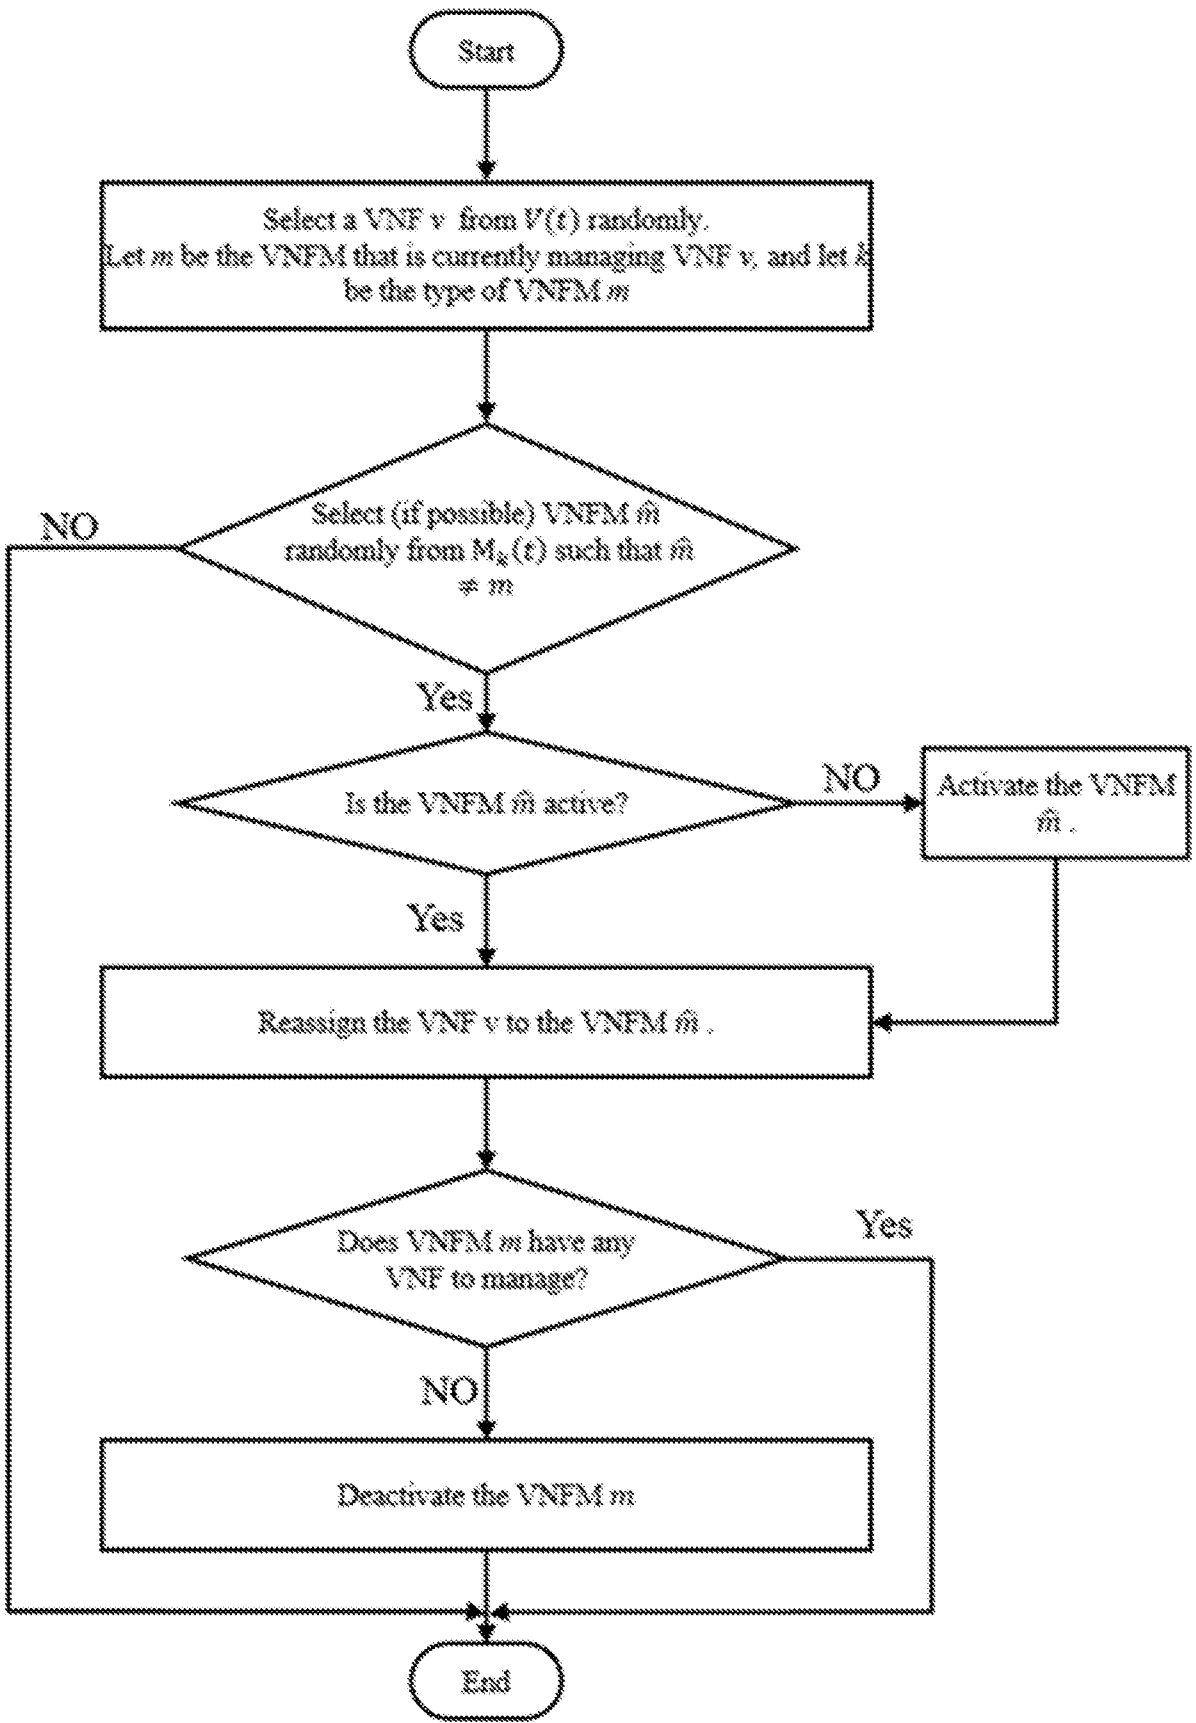 Start
Select a VNF v from V(t) randomly.
Let m be the VNFM that is currently managing VNF v, and let k
be the type of VNFM m
NO
Select (if possible) VNFM m̂
randomly from Mₖ(t) such that m̂
≠ m
Yes
Is the VNFM m̂ active?
NO
Activate the VNFM
m̂ .
Yes
Reassign the VNF v to the VNFM m̂ .
Does VNFM m have any
VNF to manage?
Yes
NO
Deactivate the VNFM m
End